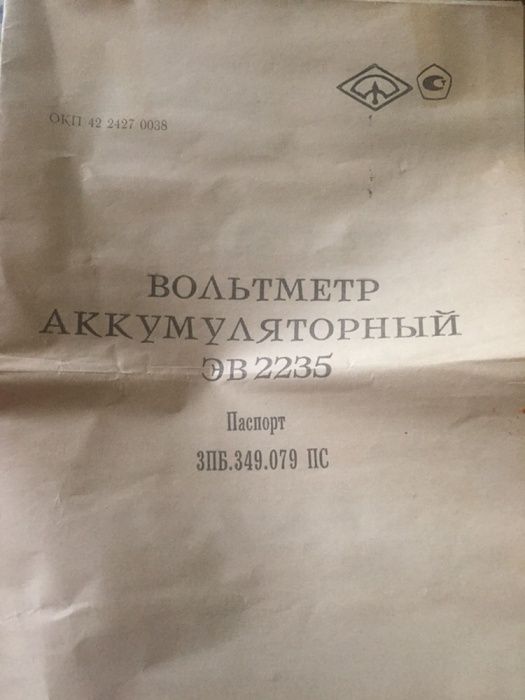 ОКП 42 2427 0038
ВОЛЬТМЕТР
АККУМУЛЯТОРНЫЙ
ЭВ 2235
Паспорт
3ПБ.349.079 ПС